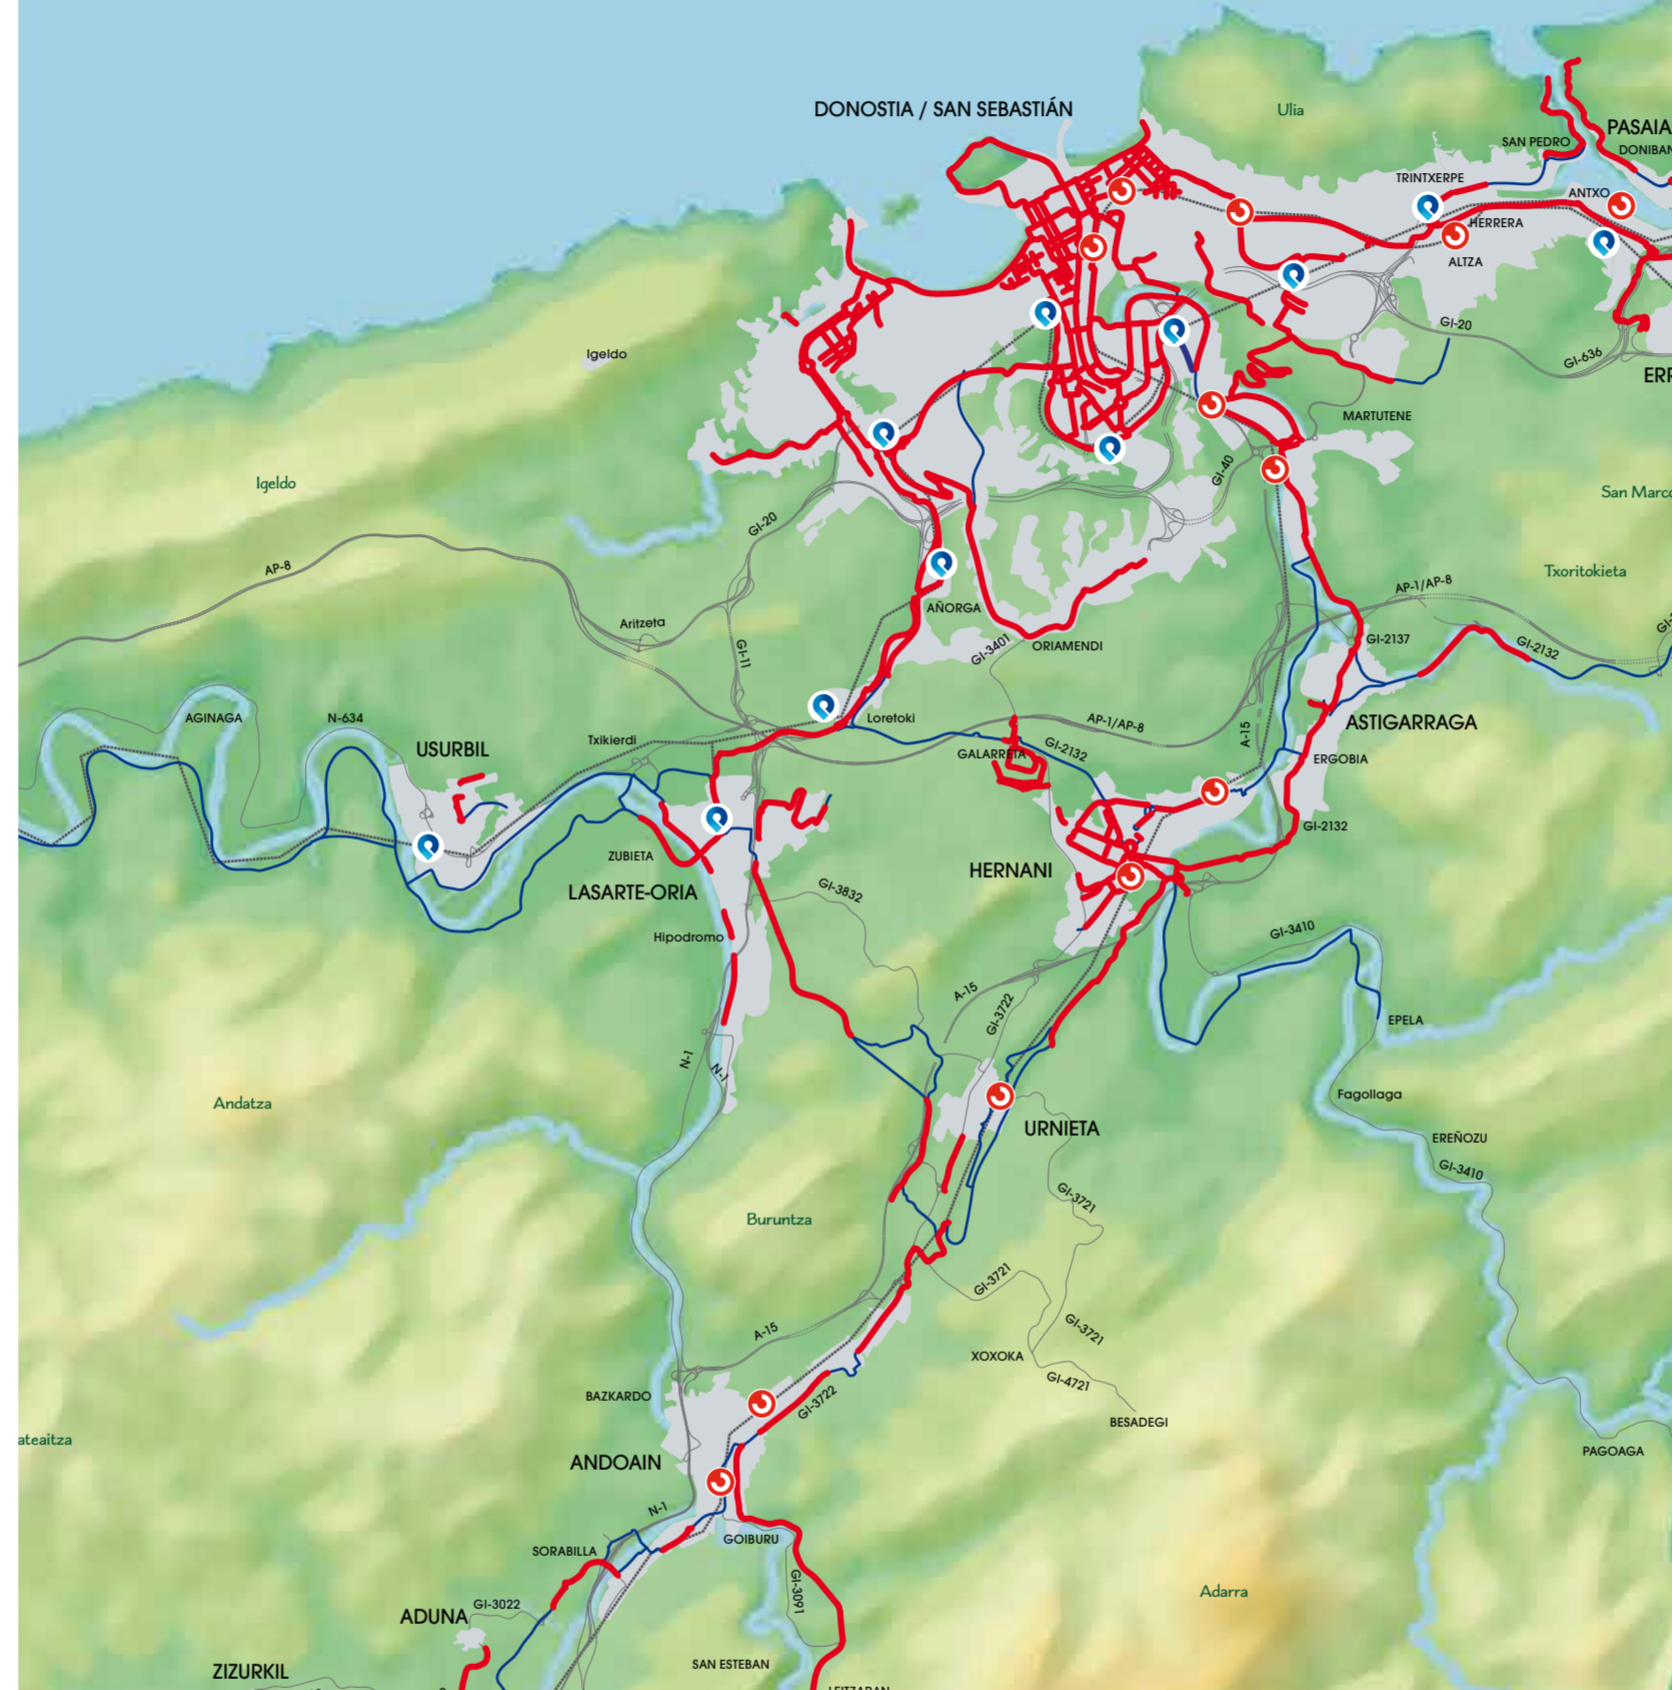 DONOSTIA / SAN SEBASTIÁN
Ulia
PASAIA
SAN PEDRO
DONIBAN
TRINTXERPE
ANTXO
HERRERA
ALTZA
GI-20
GI-636
ERR
Igeldo
MARTUTENE
GI-40
Igeldo
San Marco
GI-20
AP-8
Txoritokieta
AP-1/AP-8
Aritzeta
AÑORGA
GI-11
GI-3401
ORIAMENDI
GI-2137
GI-2132
AGINAGA
N-634
Loretoki
AP-1/AP-8
A-15
ASTIGARRAGA
Txikierdi
USURBIL
GALARRETA
GI-2132
ERGOBIA
GI-2132
ZUBIETA
LASARTE-ORIA
HERNANI
GI-3832
Hipodromo
GI-3410
A-15
GI-3722
EPELA
N-1
N-1
Andatza
Fagollaga
URNIETA
EREÑOZU
GI-3410
GI-3721
Buruntza
GI-3721
A-15
GI-3721
XOXOKA
GI-4721
BAZKARDO
GI-3722
BESADEGI
ateaitza
PAGOAGA
ANDOAIN
N-1
GOIBURU
SORABILLA
GI-3091
Adarra
GI-3022
ADUNA
SAN ESTEBAN
ZIZURKIL